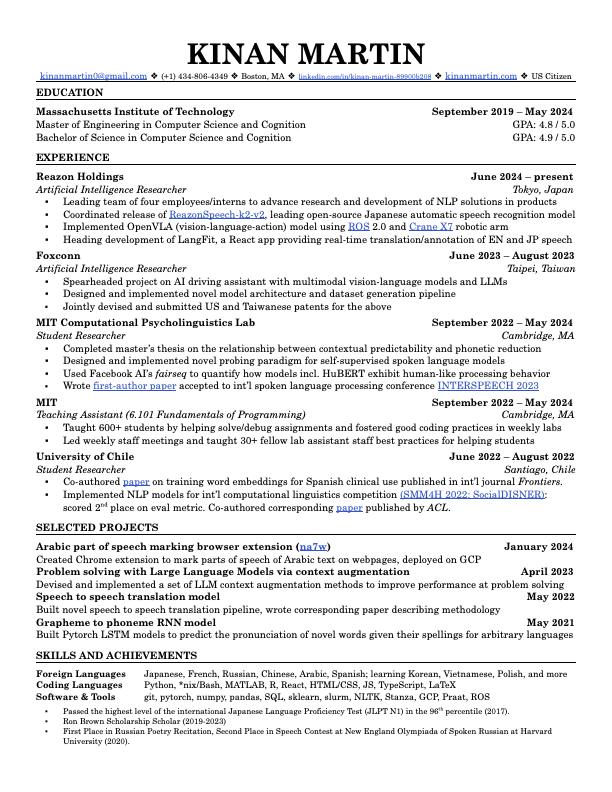 KINAN MARTIN
kinanmartin0@gmail.com ❖ (+1) 434-806-4349 ❖ Boston, MA ❖ linkedin.com/in/kinan-martin-89900b208 ❖ kinanmartin.com ❖ US Citizen
EDUCATION
Massachusetts Institute of Technology September 2019 – May 2024
Master of Engineering in Computer Science and Cognition GPA: 4.8 / 5.0
Bachelor of Science in Computer Science and Cognition GPA: 4.9 / 5.0
EXPERIENCE
Reazon Holdings June 2024 – present
Artificial Intelligence Researcher Tokyo, Japan
▪ Leading team of four employees/interns to advance research and development of NLP solutions in products
▪ Coordinated release of ReazonSpeech-k2-v2, leading open-source Japanese automatic speech recognition model
▪ Implemented OpenVLA (vision-language-action) model using ROS 2.0 and Crane X7 robotic arm
▪ Heading development of LangFit, a React app providing real-time translation/annotation of EN and JP speech
Foxconn June 2023 – August 2023
Artificial Intelligence Researcher Taipei, Taiwan
▪ Spearheaded project on AI driving assistant with multimodal vision-language models and LLMs
▪ Designed and implemented novel model architecture and dataset generation pipeline
▪ Jointly devised and submitted US and Taiwanese patents for the above
MIT Computational Psycholinguistics Lab September 2022 – May 2024
Student Researcher Cambridge, MA
▪ Completed master's thesis on the relationship between contextual predictability and phonetic reduction
▪ Designed and implemented novel probing paradigm for self-supervised spoken language models
▪ Used Facebook AI's fairseq to quantify how models incl. HuBERT exhibit human-like processing behavior
▪ Wrote first-author paper accepted to int'l spoken language processing conference INTERSPEECH 2023
MIT September 2022 – May 2024
Teaching Assistant (6.101 Fundamentals of Programming) Cambridge, MA
▪ Taught 600+ students by helping solve/debug assignments and fostered good coding practices in weekly labs
▪ Led weekly staff meetings and taught 30+ fellow lab assistant staff best practices for helping students
University of Chile June 2022 – August 2022
Student Researcher Santiago, Chile
▪ Co-authored paper on training word embeddings for Spanish clinical use published in int'l journal Frontiers.
▪ Implemented NLP models for int'l computational linguistics competition (SMM4H 2022: SocialDISNER):
scored 2nd place on eval metric. Co-authored corresponding paper published by ACL.
SELECTED PROJECTS
Arabic part of speech marking browser extension (na7w) January 2024
Created Chrome extension to mark parts of speech of Arabic text on webpages, deployed on GCP
Problem solving with Large Language Models via context augmentation April 2023
Devised and implemented a set of LLM context augmentation methods to improve performance at problem solving
Speech to speech translation model May 2022
Built novel speech to speech translation pipeline, wrote corresponding paper describing methodology
Grapheme to phoneme RNN model May 2021
Built Pytorch LSTM models to predict the pronunciation of novel words given their spellings for arbitrary languages
SKILLS AND ACHIEVEMENTS
Foreign Languages Japanese, French, Russian, Chinese, Arabic, Spanish; learning Korean, Vietnamese, Polish, and more
Coding Languages Python, *nix/Bash, MATLAB, R, React, HTML/CSS, JS, TypeScript, LaTeX
Software & Tools git, pytorch, numpy, pandas, SQL, sklearn, slurm, NLTK, Stanza, GCP, Praat, ROS
▪ Passed the highest level of the international Japanese Language Proficiency Test (JLPT N1) in the 96th percentile (2017).
▪ Ron Brown Scholarship Scholar (2019-2023)
▪ First Place in Russian Poetry Recitation, Second Place in Speech Contest at New England Olympiada of Spoken Russian at Harvard
University (2020).